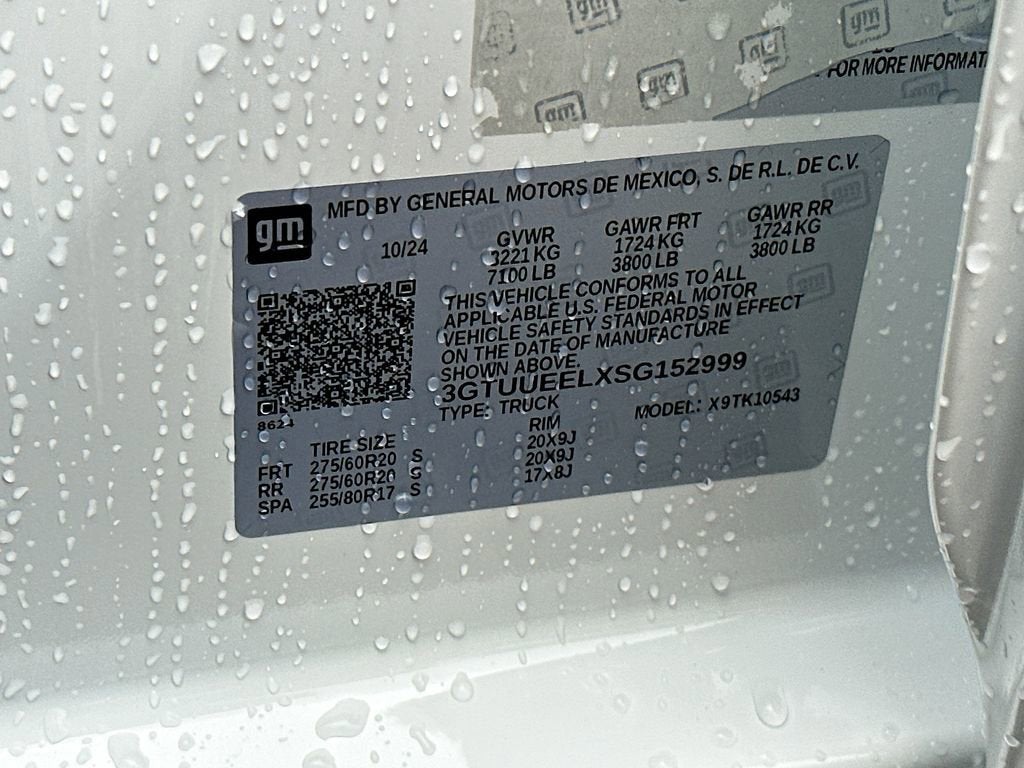 FOR MORE INFORMAT
gm
MFD BY GENERAL MOTORS DE MEXICO, S. DE R.L. DE C.V.
10/24
GVWR
3221 KG
7100 LB
GAWR FRT
1724 KG
3800 LB
GAWR RR
1724 KG
3800 LB
THIS VEHICLE CONFORMS TO ALL
APPLICABLE U.S. FEDERAL MOTOR
VEHICLE SAFETY STANDARDS IN EFFECT
ON THE DATE OF MANUFACTURE
SHOWN ABOVE.
3GTUUEELXSG152999
TYPE: TRUCK
MODEL: X9TK10543
8624
TIRE SIZE RIM
FRT 275/60R20 S 20X9J
RR 275/60R20 G 20X9J
SPA 255/80R17 S 17X8J